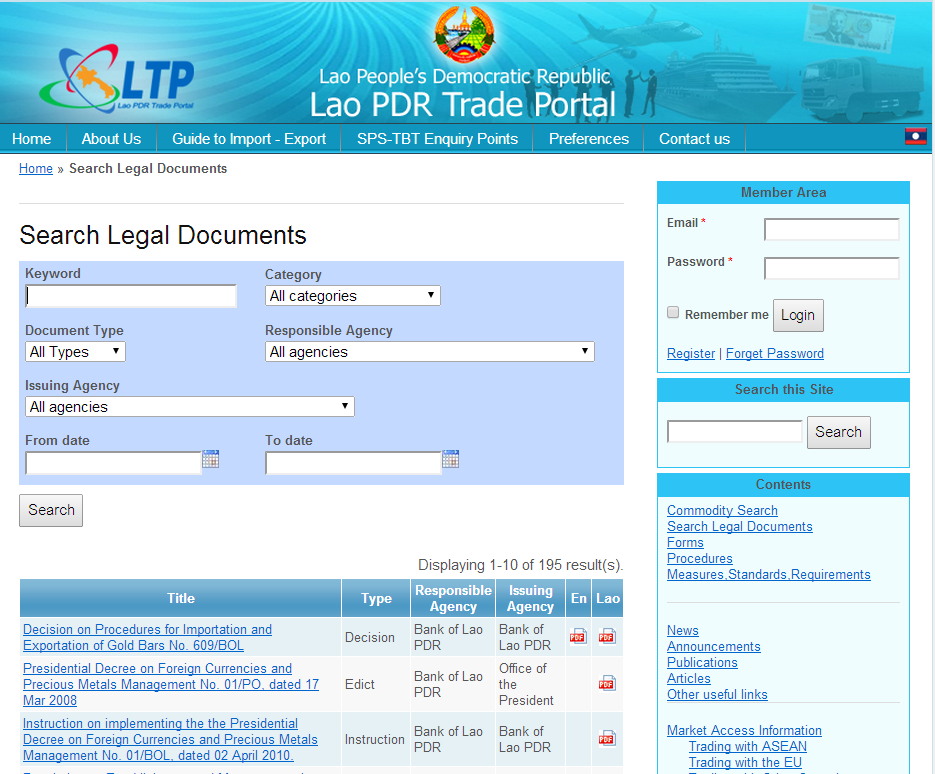 LTP
Lao PDR Trade Portal
Lao People's Democratic Republic
Lao PDR Trade Portal
Home
About Us
Guide to Import - Export
SPS-TBT Enquiry Points
Preferences
Contact us
Home » Search Legal Documents
Search Legal Documents
Keyword
Category
All categories
Document Type
Responsible Agency
All Types
All agencies
Issuing Agency
All agencies
From date
To date
Search
Displaying 1-10 of 195 result(s).
Title
Type
Responsible
Agency
Issuing
Agency
En
Lao
Decision on Procedures for Importation and
Exportation of Gold Bars No. 609/BOL
Decision
Bank of Lao
PDR
Bank of
Lao PDR
PDF
PDF
Presidential Decree on Foreign Currencies and
Precious Metals Management No. 01/PO, dated 17
Mar 2008
Edict
Bank of Lao
PDR
Office of
the
President
PDF
Instruction on implementing the the Presidential
Decree on Foreign Currencies and Precious Metals
Management No. 01/BOL, dated 02 April 2010.
Instruction
Bank of Lao
PDR
Bank of
Lao PDR
PDF
Member Area
Email *
Password *
Remember me
Login
Register | Forget Password
Search this Site
Search
Contents
Commodity Search
Search Legal Documents
Forms
Procedures
Measures,Standards,Requirements
News
Announcements
Publications
Articles
Other useful links
Market Access Information
Trading with ASEAN
Trading with the EU